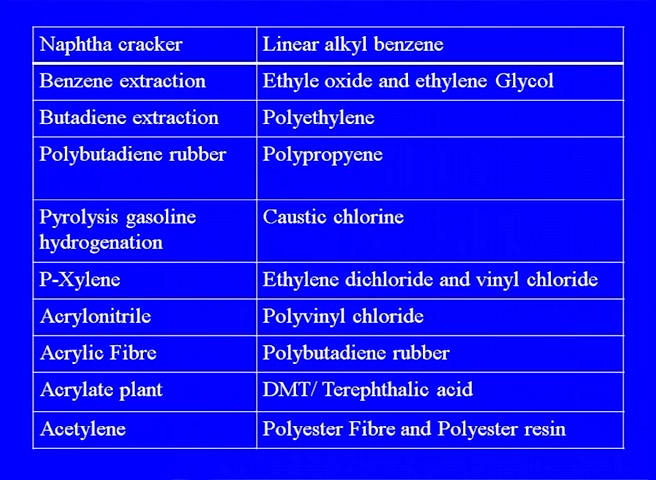 Naphtha cracker Linear alkyl benzene
Benzene extraction Ethyle oxide and ethylene Glycol
Butadiene extraction Polyethylene
Polybutadiene rubber Polypropyene
Pyrolysis gasoline Caustic chlorine
hydrogenation
P-Xylene Ethylene dichloride and vinyl chloride
Acrylonitrile Polyvinyl chloride
Acrylic Fibre Polybutadiene rubber
Acrylate plant DMT/ Terephthalic acid
Acetylene Polyester Fibre and Polyester resin